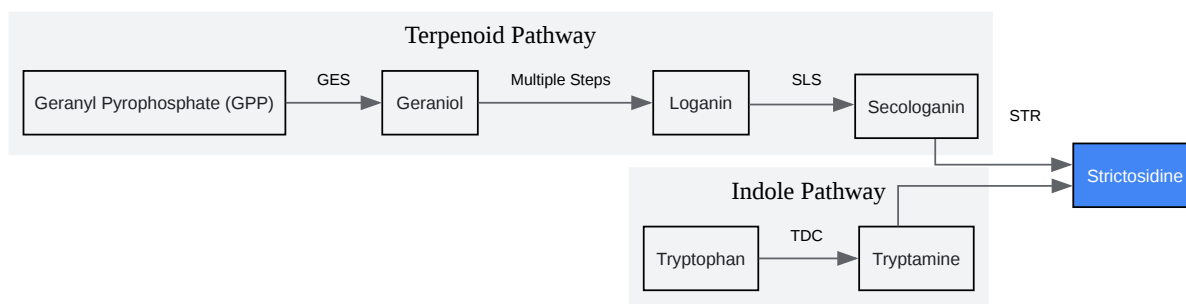 Terpenoid Pathway
GES
Multiple Steps
SLS
Geranyl Pyrophosphate (GPP)
Geraniol
Loganin
Secologanin
STR
Strictosidine
Indole Pathway
TDC
Tryptophan
Tryptamine